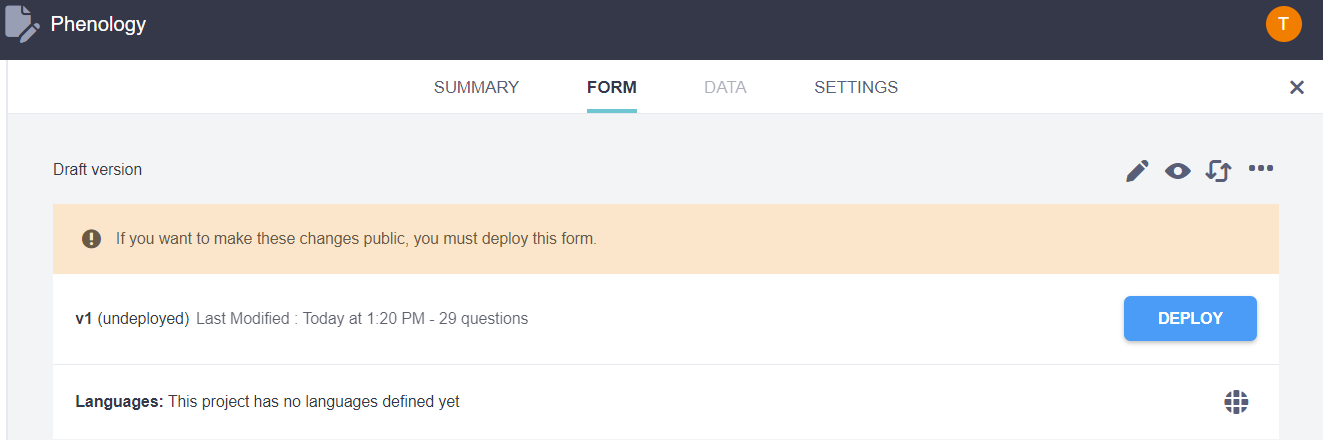 Phenology
T
SUMMARY FORM DATA SETTINGS
Draft version
If you want to make these changes public, you must deploy this form.
v1 (undeployed) Last Modified : Today at 1:20 PM - 29 questions
DEPLOY
Languages: This project has no languages defined yet